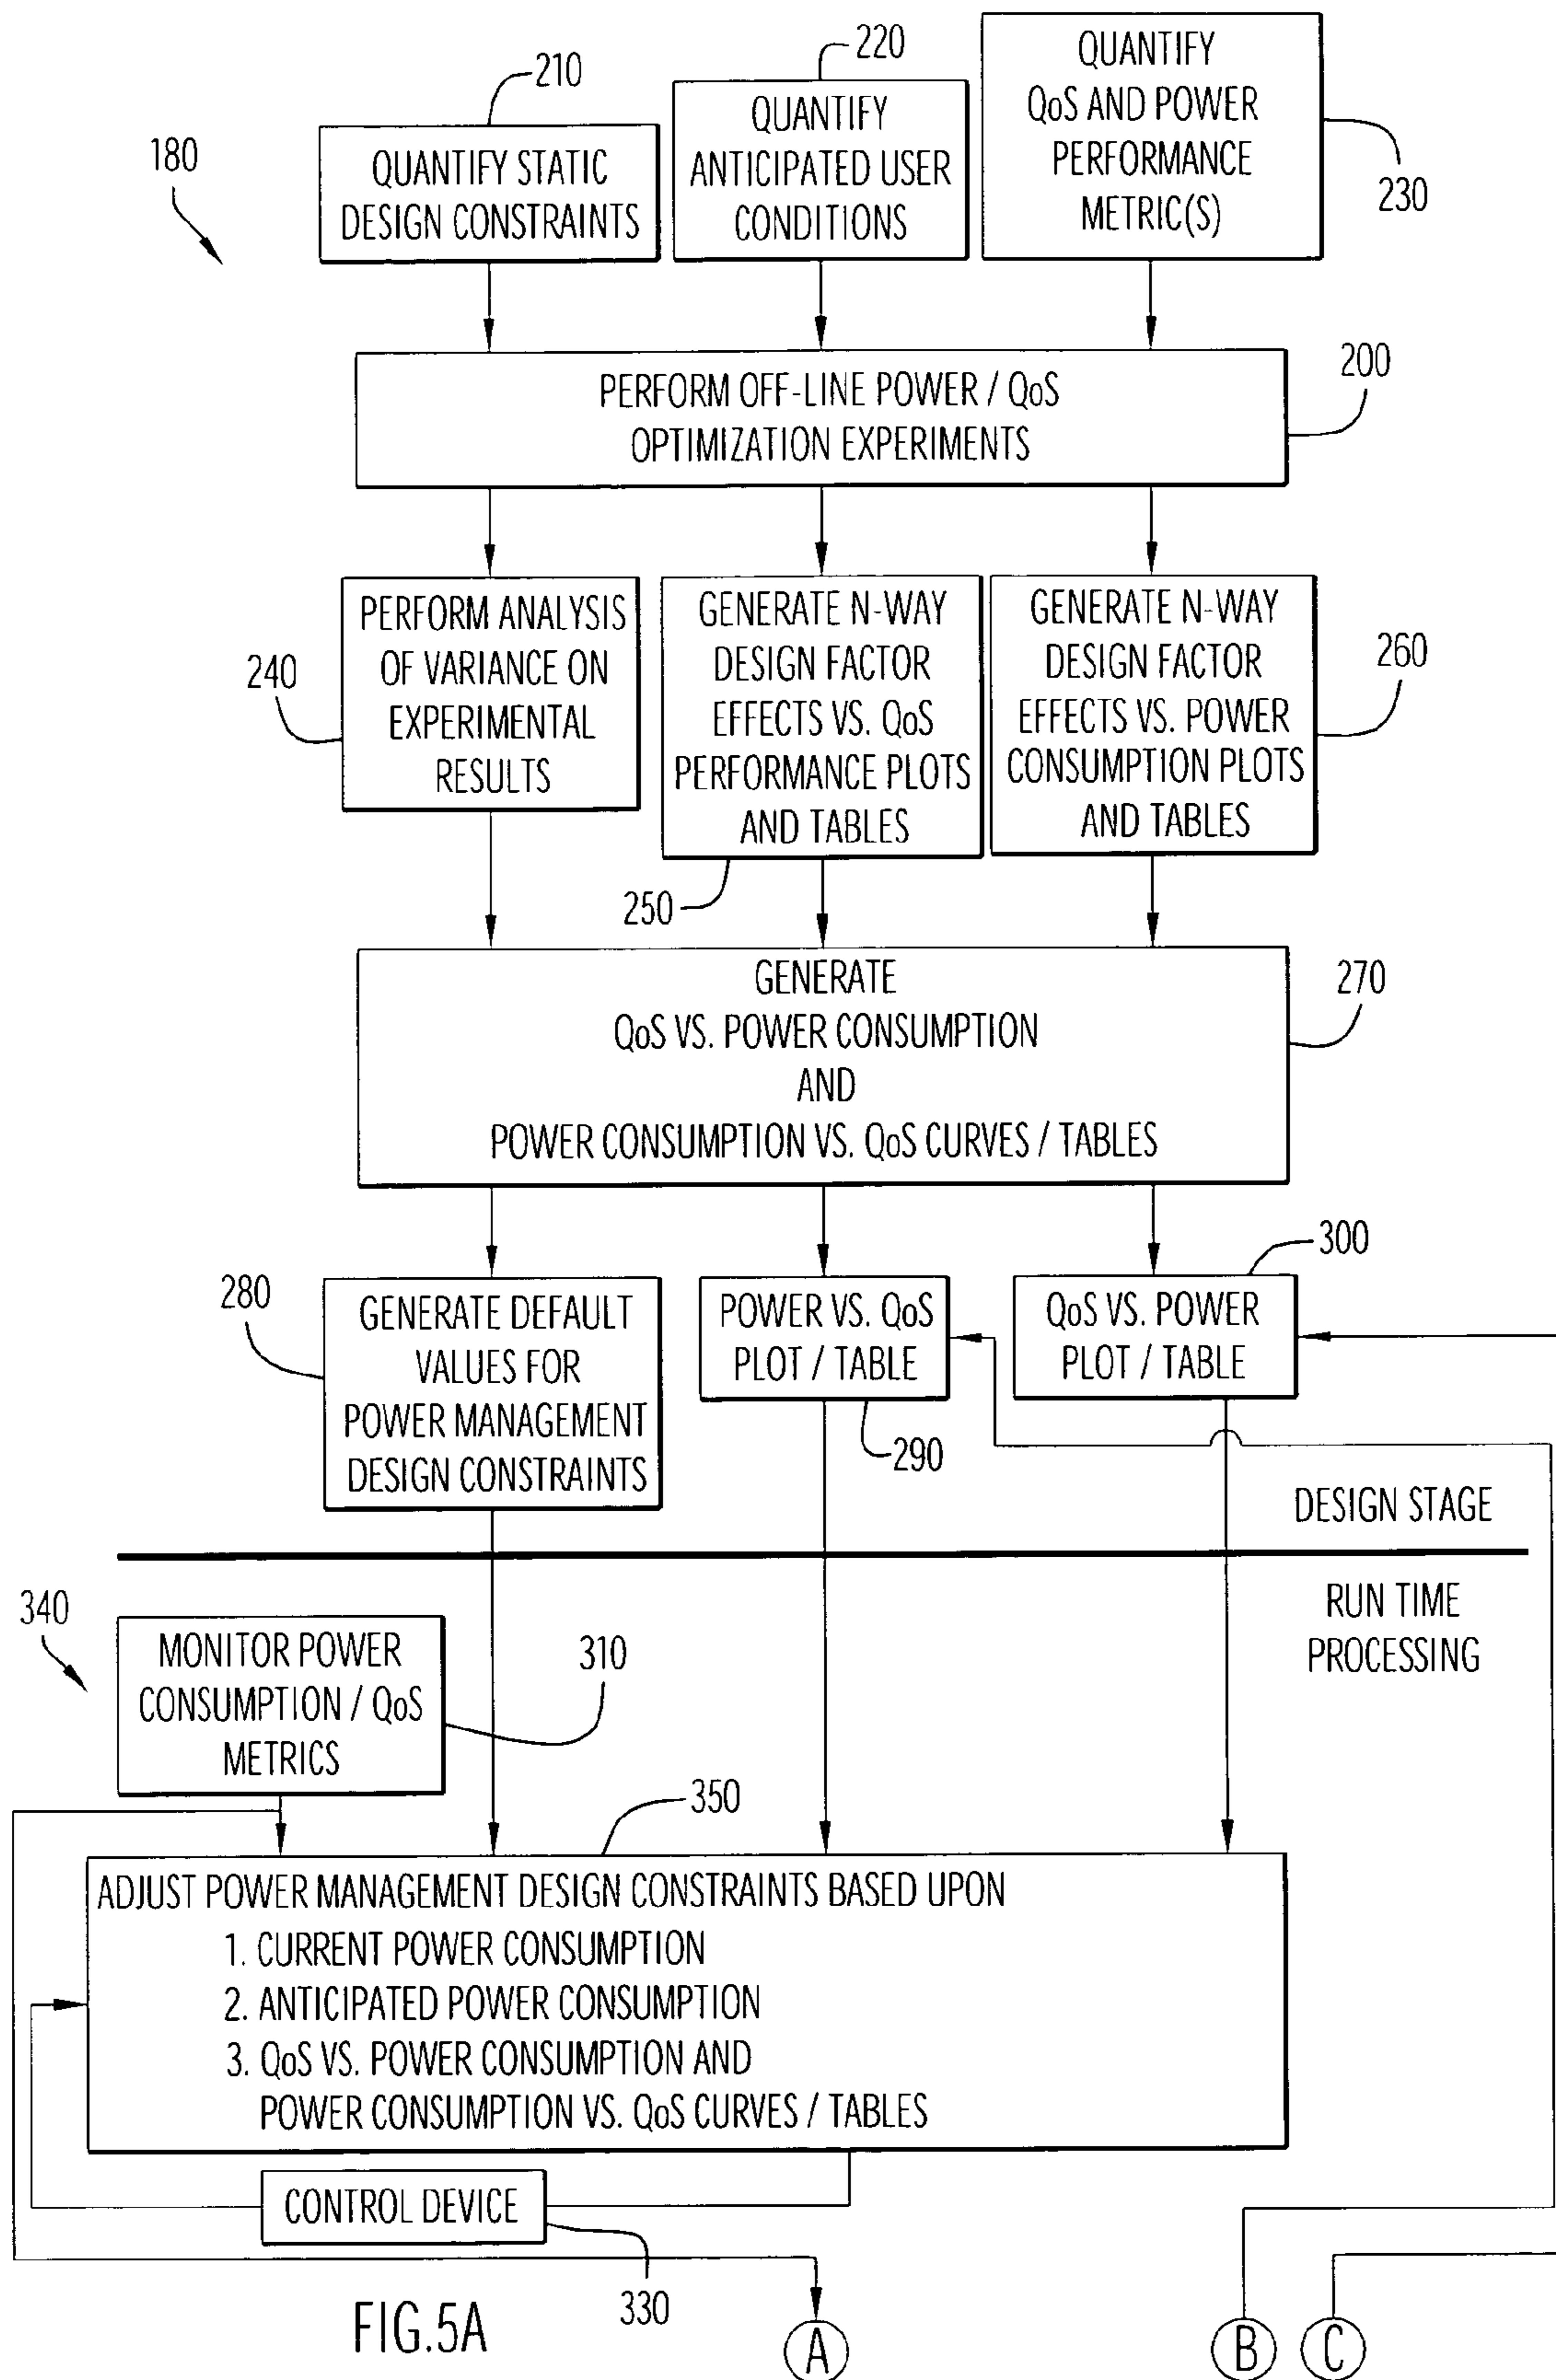 180
210
QUANTIFY STATIC
DESIGN CONSTRAINTS
220
QUANTIFY
ANTICIPATED USER
CONDITIONS
QUANTIFY
QoS AND POWER
PERFORMANCE
METRIC(S)
230
PERFORM OFF-LINE POWER / QoS
OPTIMIZATION EXPERIMENTS
200
PERFORM ANALYSIS
OF VARIANCE ON
EXPERIMENTAL
RESULTS
240
GENERATE N-WAY
DESIGN FACTOR
EFFECTS VS. QoS
PERFORMANCE PLOTS
AND TABLES
250
GENERATE N-WAY
DESIGN FACTOR
EFFECTS VS. POWER
CONSUMPTION PLOTS
AND TABLES
260
GENERATE
QoS VS. POWER CONSUMPTION
AND
POWER CONSUMPTION VS. QoS CURVES / TABLES
270
280
GENERATE DEFAULT
VALUES FOR
POWER MANAGEMENT
DESIGN CONSTRAINTS
POWER VS. QoS
PLOT / TABLE
290
300
QoS VS. POWER
PLOT / TABLE
DESIGN STAGE
RUN TIME
PROCESSING
340
MONITOR POWER
CONSUMPTION / QoS
METRICS
310
350
ADJUST POWER MANAGEMENT DESIGN CONSTRAINTS BASED UPON
1. CURRENT POWER CONSUMPTION
2. ANTICIPATED POWER CONSUMPTION
3. QoS VS. POWER CONSUMPTION AND
POWER CONSUMPTION VS. QoS CURVES / TABLES
CONTROL DEVICE
330
FIG.5A
A
B
C